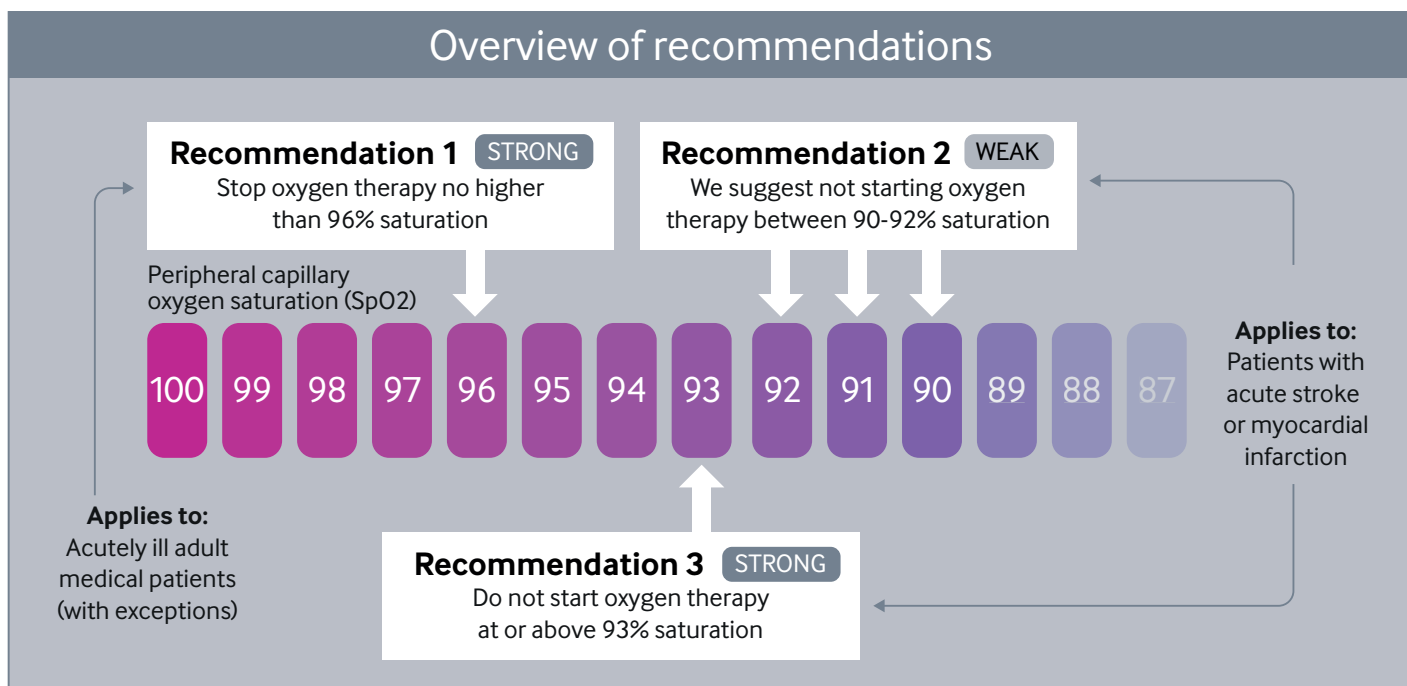 Overview of recommendations
Recommendation 1 STRONG
Stop oxygen therapy no higher
than 96% saturation
Recommendation 2 WEAK
We suggest not starting oxygen
therapy between 90-92% saturation
Peripheral capillary
oxygen saturation (SpO2)
100 99 98 97 96 95 94 93 92 91 90 89 88 87
Applies to:
Patients with
acute stroke
or myocardial
infarction
Applies to:
Acutely ill adult
medical patients
(with exceptions)
Recommendation 3 STRONG
Do not start oxygen therapy
at or above 93% saturation